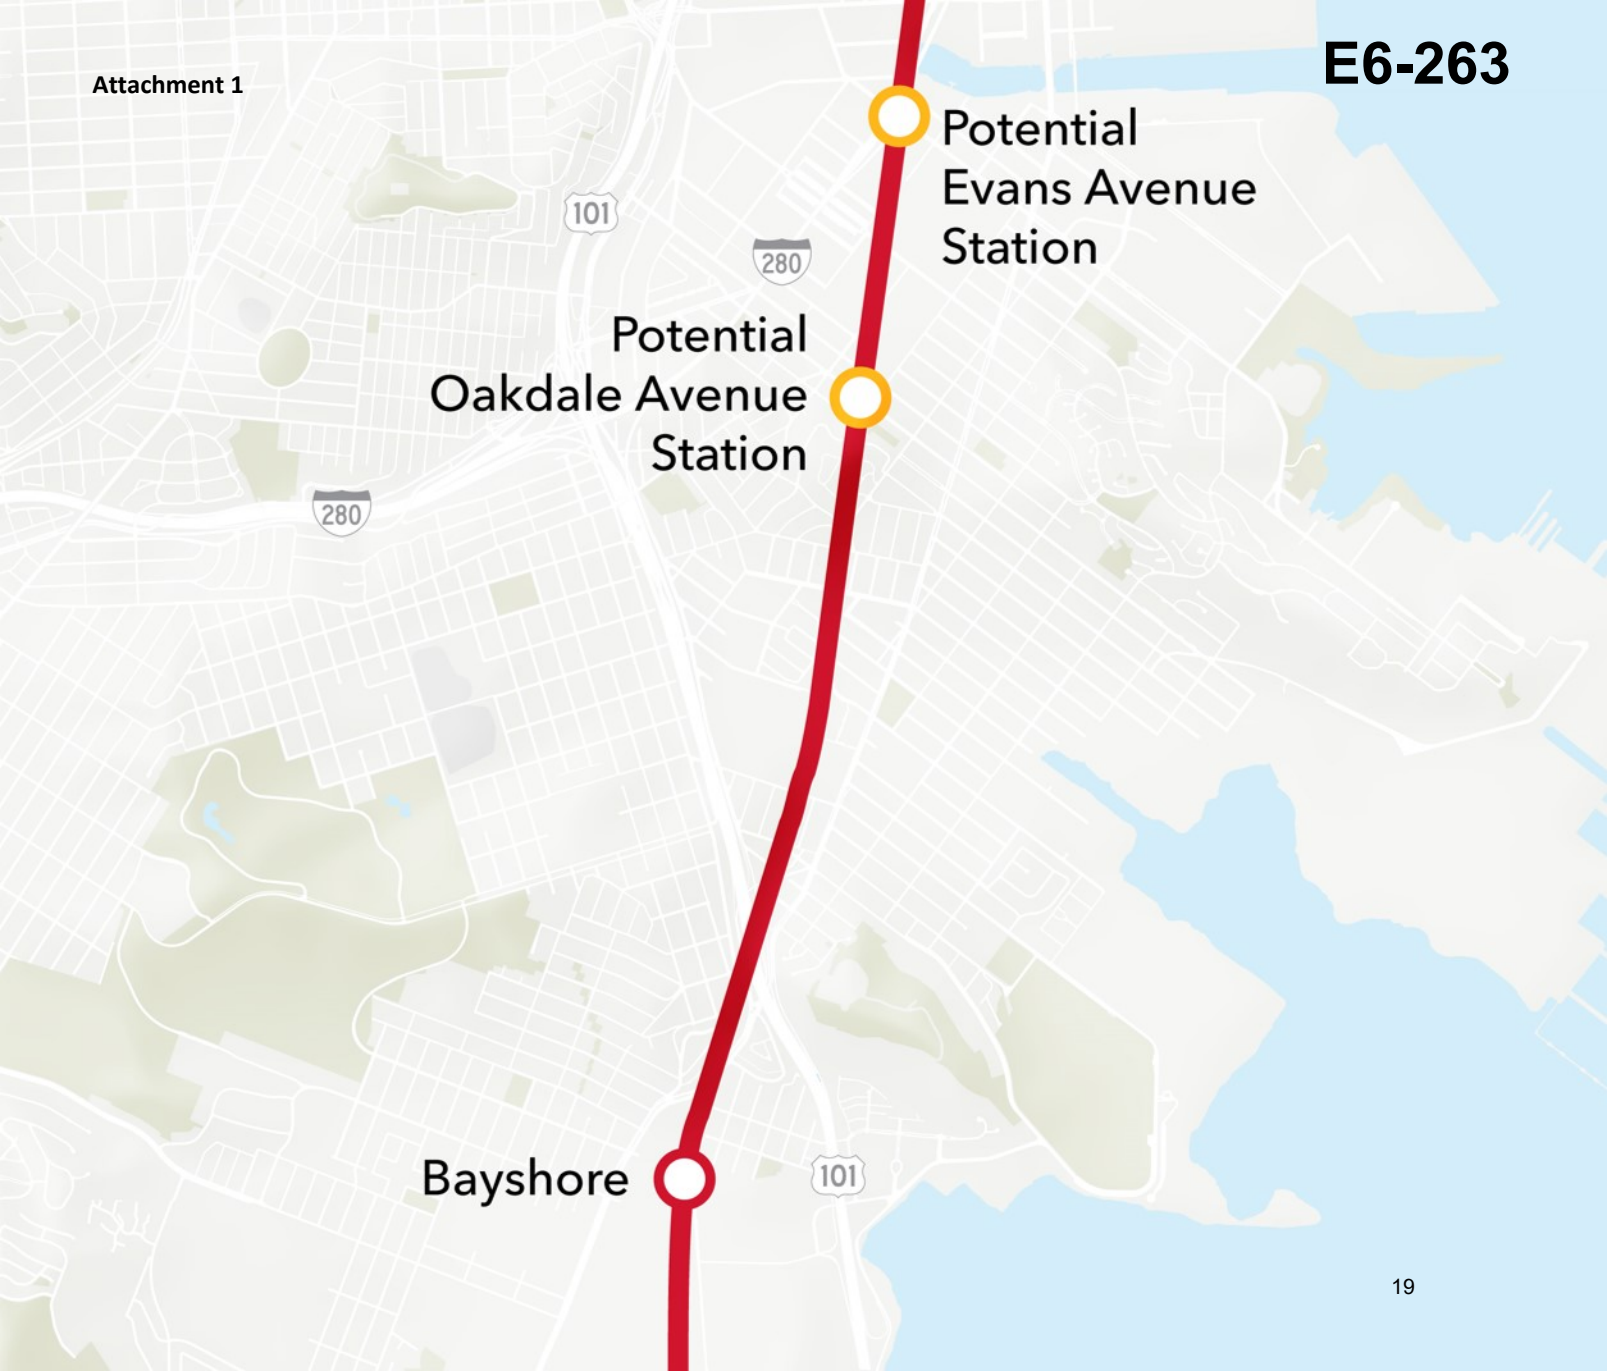 Attachment 1
E6-263
Potential
Evans Avenue
Station
101
280
Potential
Oakdale Avenue
Station
280
Bayshore
101
19